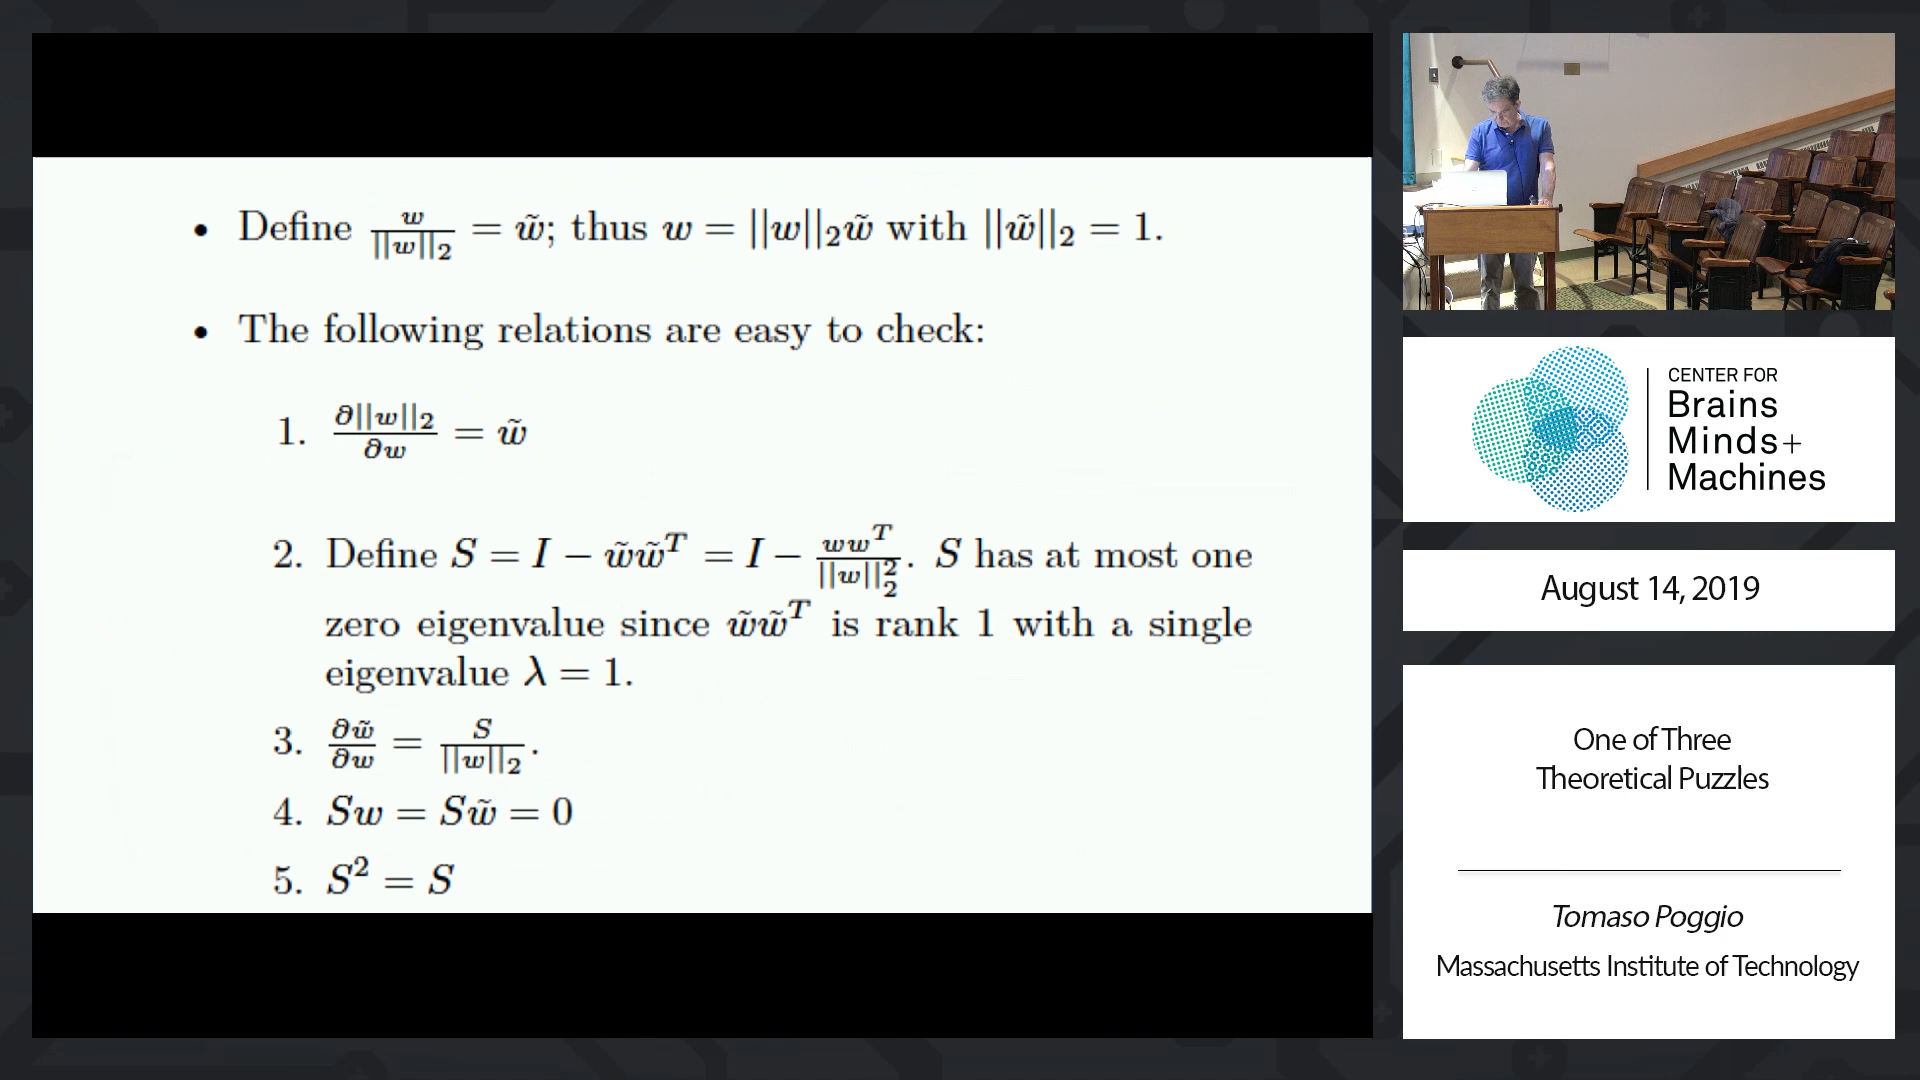 • Define w/||w||₂ = w̃; thus w = ||w||₂w̃ with ||w̃||₂ = 1.
• The following relations are easy to check:
1. ∂||w||₂/∂w = w̃
2. Define S = I − w̃w̃ᵀ = I − wwᵀ/||w||₂². S has at most one
zero eigenvalue since w̃w̃ᵀ is rank 1 with a single
eigenvalue λ = 1.
3. ∂w̃/∂w = S/||w||₂.
4. Sw = Sw̃ = 0
5. S² = S
CENTER FOR
Brains
Minds+
Machines
August 14, 2019
One of Three
Theoretical Puzzles
Tomaso Poggio
Massachusetts Institute of Technology